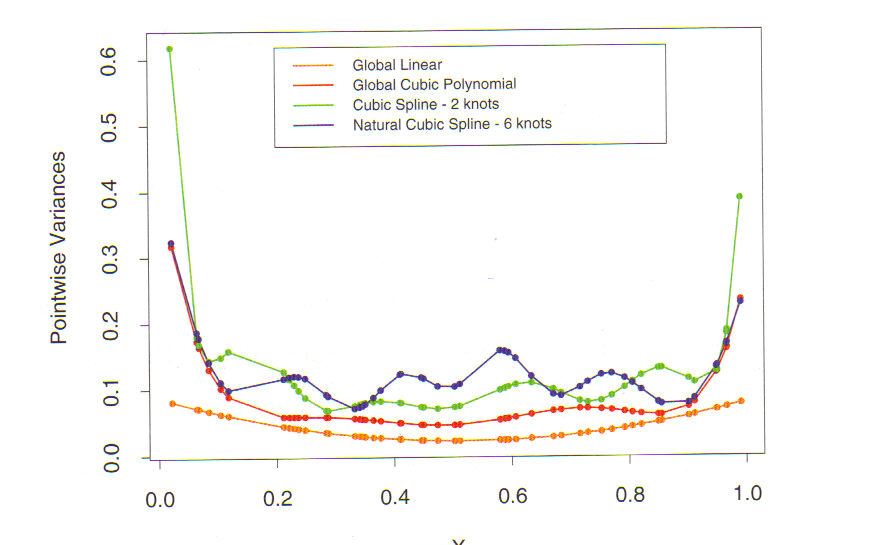 Global Linear
Global Cubic Polynomial
Cubic Spline - 2 knots
Natural Cubic Spline - 6 knots
Pointwise Variances
0.6
0.5
0.4
0.3
0.2
0.1
0.0
0.0 0.2 0.4 0.6 0.8 1.0